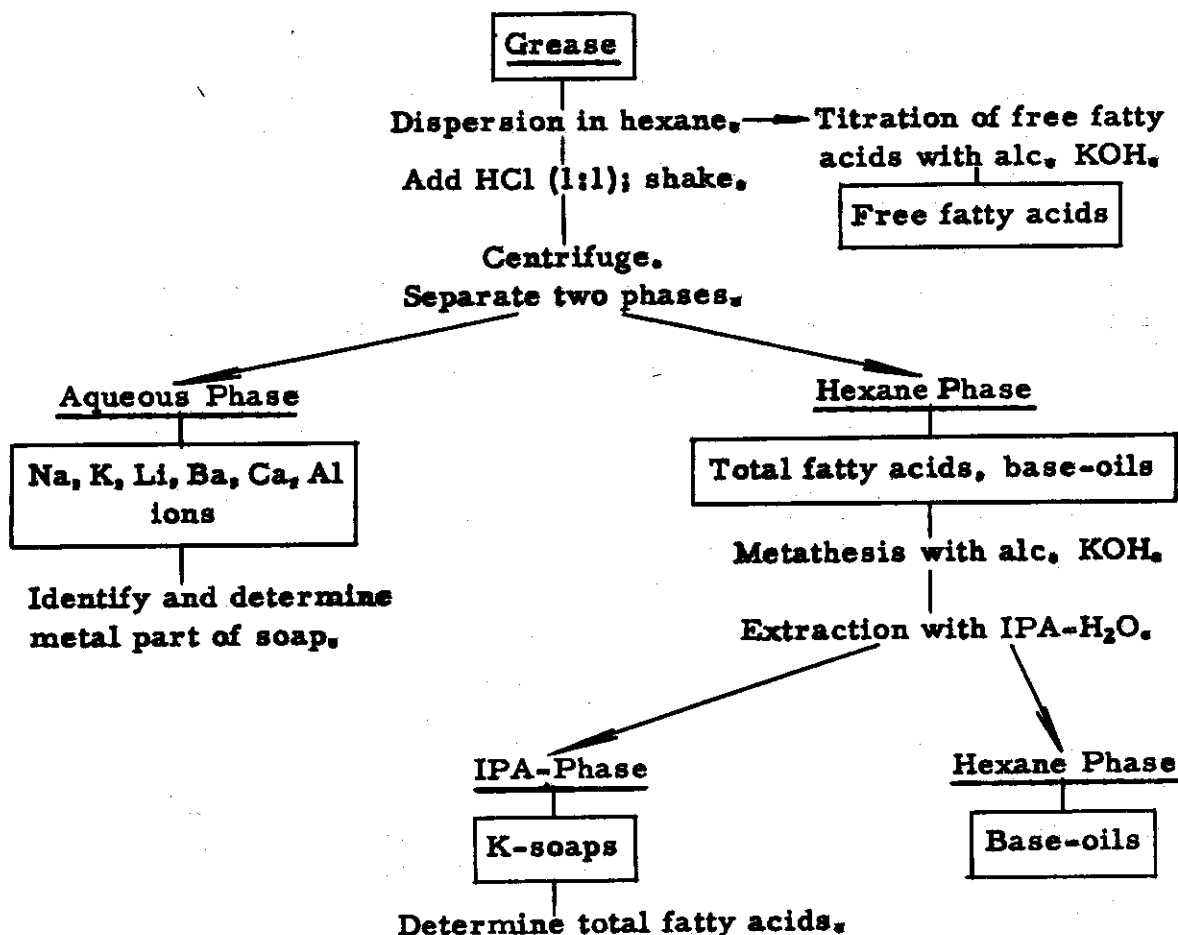 Grease
Dispersion in hexane.
Titration of free fatty
acids with alc. KOH.
Add HCl (1:1); shake.
Free fatty acids
Centrifuge.
Separate two phases.
Aqueous Phase
Na, K, Li, Ba, Ca, Al
ions
Identify and determine
metal part of soap.
Hexane Phase
Total fatty acids, base-oils
Metathesis with alc. KOH.
Extraction with IPA-H₂O.
IPA-Phase
K-soaps
Determine total fatty acids.
Hexane Phase
Base-oils